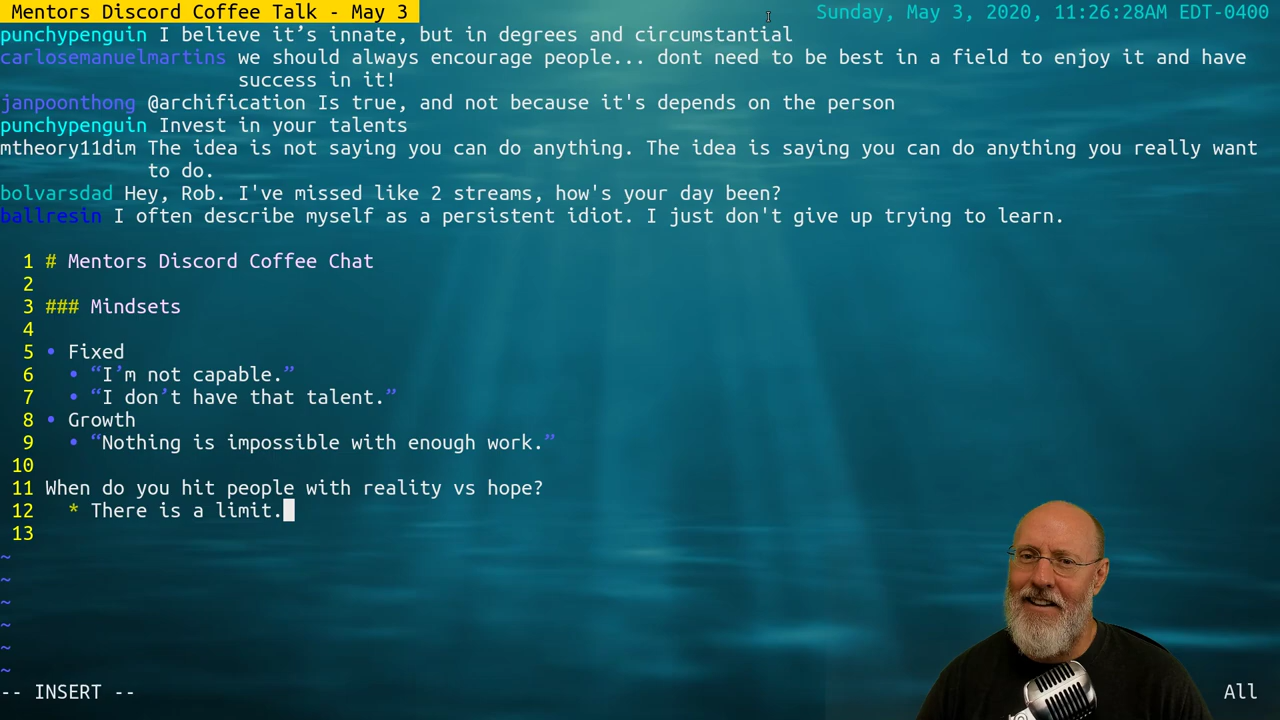 Mentors Discord Coffee Talk - May 3
Sunday, May 3, 2020, 11:26:28AM EDT-0400
punchypenguin I believe it’s innate, but in degrees and circumstantial
carlosemanuelmartins we should always encourage people... dont need to be best in a field to enjoy it and have
success in it!
janpoonthong @archification Is true, and not because it's depends on the person
punchypenguin Invest in your talents
mtheory11dim The idea is not saying you can do anything. The idea is saying you can do anything you really want
to do.
bolvarsdad Hey, Rob. I've missed like 2 streams, how's your day been?
ballresin I often describe myself as a persistent idiot. I just don't give up trying to learn.
1 # Mentors Discord Coffee Chat
2
3 ### Mindsets
4
5 • Fixed
6 • “I’m not capable.”
7 • “I don’t have that talent.”
8 • Growth
9 • “Nothing is impossible with enough work.”
10
11 When do you hit people with reality vs hope?
12 * There is a limit.
13
~
~
~
~
~
~
-- INSERT -- All